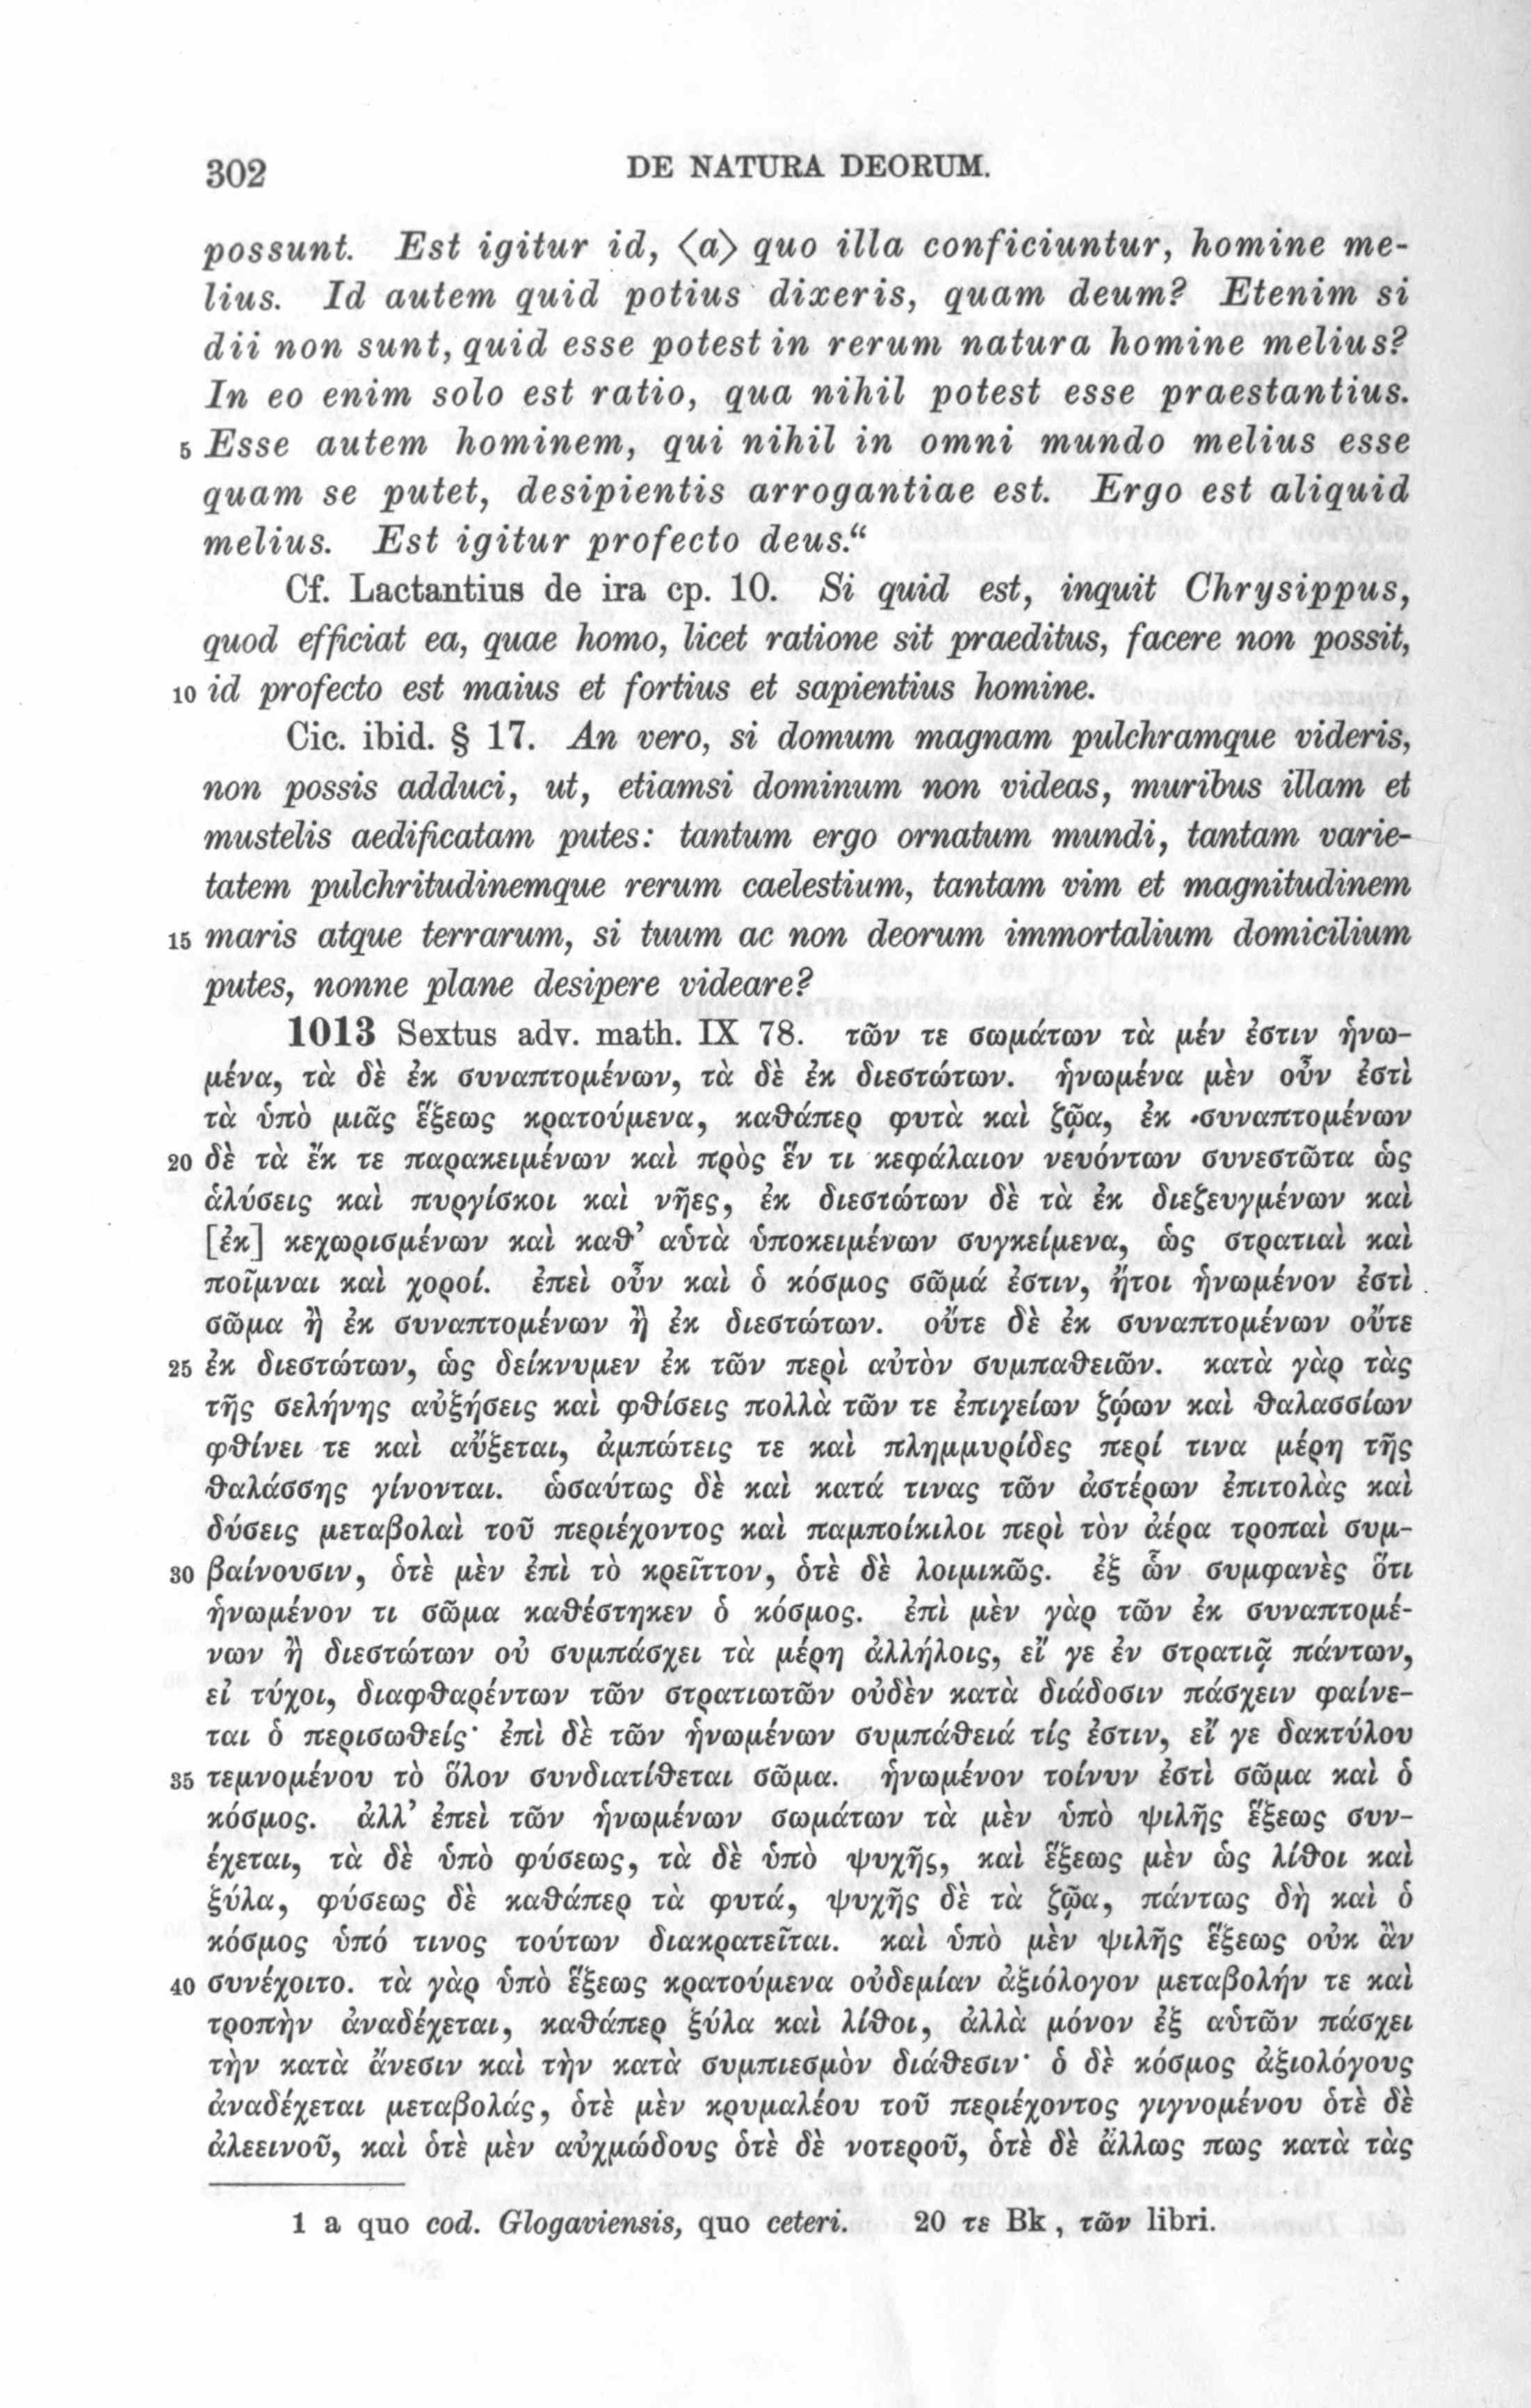 302 DE NATURA DEORUM.
possunt. Est igitur id, ⟨a⟩ quo illa conficiuntur, homine me-
lius. Id autem quid potius dixeris, quam deum? Etenim si
dii non sunt, quid esse potest in rerum natura homine melius?
In eo enim solo est ratio, qua nihil potest esse praestantius.
5 Esse autem hominem, qui nihil in omni mundo melius esse
quam se putet, desipientis arrogantiae est. Ergo est aliquid
melius. Est igitur profecto deus.“
Cf. Lactantius de ira cp. 10. Si quid est, inquit Chrysippus,
quod efficiat ea, quae homo, licet ratione sit praeditus, facere non possit,
10 id profecto est maius et fortius et sapientius homine.
Cic. ibid. § 17. An vero, si domum magnam pulchramque videris,
non possis adduci, ut, etiamsi dominum non videas, muribus illam et
mustelis aedificatam putes: tantum ergo ornatum mundi, tantam varie-
tatem pulchritudinemque rerum caelestium, tantam vim et magnitudinem
15 maris atque terrarum, si tuum ac non deorum immortalium domicilium
putes, nonne plane desipere videare?
1013 Sextus adv. math. IX 78. τῶν τε σωμάτων τὰ μέν ἐστιν ἡνω-
μένα, τὰ δὲ ἐκ συναπτομένων, τὰ δὲ ἐκ διεστώτων. ἡνωμένα μὲν οὖν ἐστὶ
τὰ ὑπὸ μιᾶς ἕξεως κρατούμενα, καθάπερ φυτὰ καὶ ζῷα, ἐκ συναπτομένων
20 δὲ τὰ ἔκ τε παρακειμένων καὶ πρὸς ἕν τι κεφάλαιον νευόντων συνεστῶτα ὡς
ἁλύσεις καὶ πυργίσκοι καὶ νῆες, ἐκ διεστώτων δὲ τὰ ἐκ διεζευγμένων καὶ
[ἐκ] κεχωρισμένων καὶ καθ’ αὑτὰ ὑποκειμένων συγκείμενα, ὡς στρατιαὶ καὶ
ποῖμναι καὶ χοροί. ἐπεὶ οὖν καὶ ὁ κόσμος σῶμά ἐστιν, ἤτοι ἡνωμένον ἐστὶ
σῶμα ἢ ἐκ συναπτομένων ἢ ἐκ διεστώτων. οὔτε δὲ ἐκ συναπτομένων οὔτε
25 ἐκ διεστώτων, ὡς δείκνυμεν ἐκ τῶν περὶ αὐτὸν συμπαθειῶν. κατὰ γὰρ τὰς
τῆς σελήνης αὐξήσεις καὶ φθίσεις πολλὰ τῶν τε ἐπιγείων ζῴων καὶ θαλασσίων
φθίνει τε καὶ αὔξεται, ἀμπώτεις τε καὶ πλημμυρίδες περί τινα μέρη τῆς
θαλάσσης γίνονται. ὡσαύτως δὲ καὶ κατά τινας τῶν ἀστέρων ἐπιτολὰς καὶ
δύσεις μεταβολαὶ τοῦ περιέχοντος καὶ παμποίκιλοι περὶ τὸν ἀέρα τροπαὶ συμ-
30 βαίνουσιν, ὁτὲ μὲν ἐπὶ τὸ κρεῖττον, ὁτὲ δὲ λοιμικῶς. ἐξ ὧν συμφανὲς ὅτι
ἡνωμένον τι σῶμα καθέστηκεν ὁ κόσμος. ἐπὶ μὲν γὰρ τῶν ἐκ συναπτομέ-
νων ἢ διεστώτων οὐ συμπάσχει τὰ μέρη ἀλλήλοις, εἴ γε ἐν στρατιᾷ πάντων,
εἰ τύχοι, διαφθαρέντων τῶν στρατιωτῶν οὐδὲν κατὰ διάδοσιν πάσχειν φαίνε-
ται ὁ περισωθείς· ἐπὶ δὲ τῶν ἡνωμένων συμπάθειά τίς ἐστιν, εἴ γε δακτύλου
35 τεμνομένου τὸ ὅλον συνδιατίθεται σῶμα. ἡνωμένον τοίνυν ἐστὶ σῶμα καὶ ὁ
κόσμος. ἀλλ’ ἐπεὶ τῶν ἡνωμένων σωμάτων τὰ μὲν ὑπὸ ψιλῆς ἕξεως συν-
έχεται, τὰ δὲ ὑπὸ φύσεως, τὰ δὲ ὑπὸ ψυχῆς, καὶ ἕξεως μὲν ὡς λίθοι καὶ
ξύλα, φύσεως δὲ καθάπερ τὰ φυτά, ψυχῆς δὲ τὰ ζῷα, πάντως δὴ καὶ ὁ
κόσμος ὑπό τινος τούτων διακρατεῖται. καὶ ὑπὸ μὲν ψιλῆς ἕξεως οὐκ ἂν
40 συνέχοιτο. τὰ γὰρ ὑπὸ ἕξεως κρατούμενα οὐδεμίαν ἀξιόλογον μεταβολήν τε καὶ
τροπὴν ἀναδέχεται, καθάπερ ξύλα καὶ λίθοι, ἀλλὰ μόνον ἐξ αὑτῶν πάσχει
τὴν κατὰ ἄνεσιν καὶ τὴν κατὰ συμπιεσμὸν διάθεσιν· ὁ δὲ κόσμος ἀξιολόγους
ἀναδέχεται μεταβολάς, ὁτὲ μὲν κρυμαλέου τοῦ περιέχοντος γιγνομένου ὁτὲ δὲ
ἀλεεινοῦ, καὶ ὁτὲ μὲν αὐχμώδους ὁτὲ δὲ νοτεροῦ, ὁτὲ δὲ ἄλλως πως κατὰ τὰς
1 a quo cod. Glogaviensis, quo ceteri. 20 τε Bk, τῶν libri.